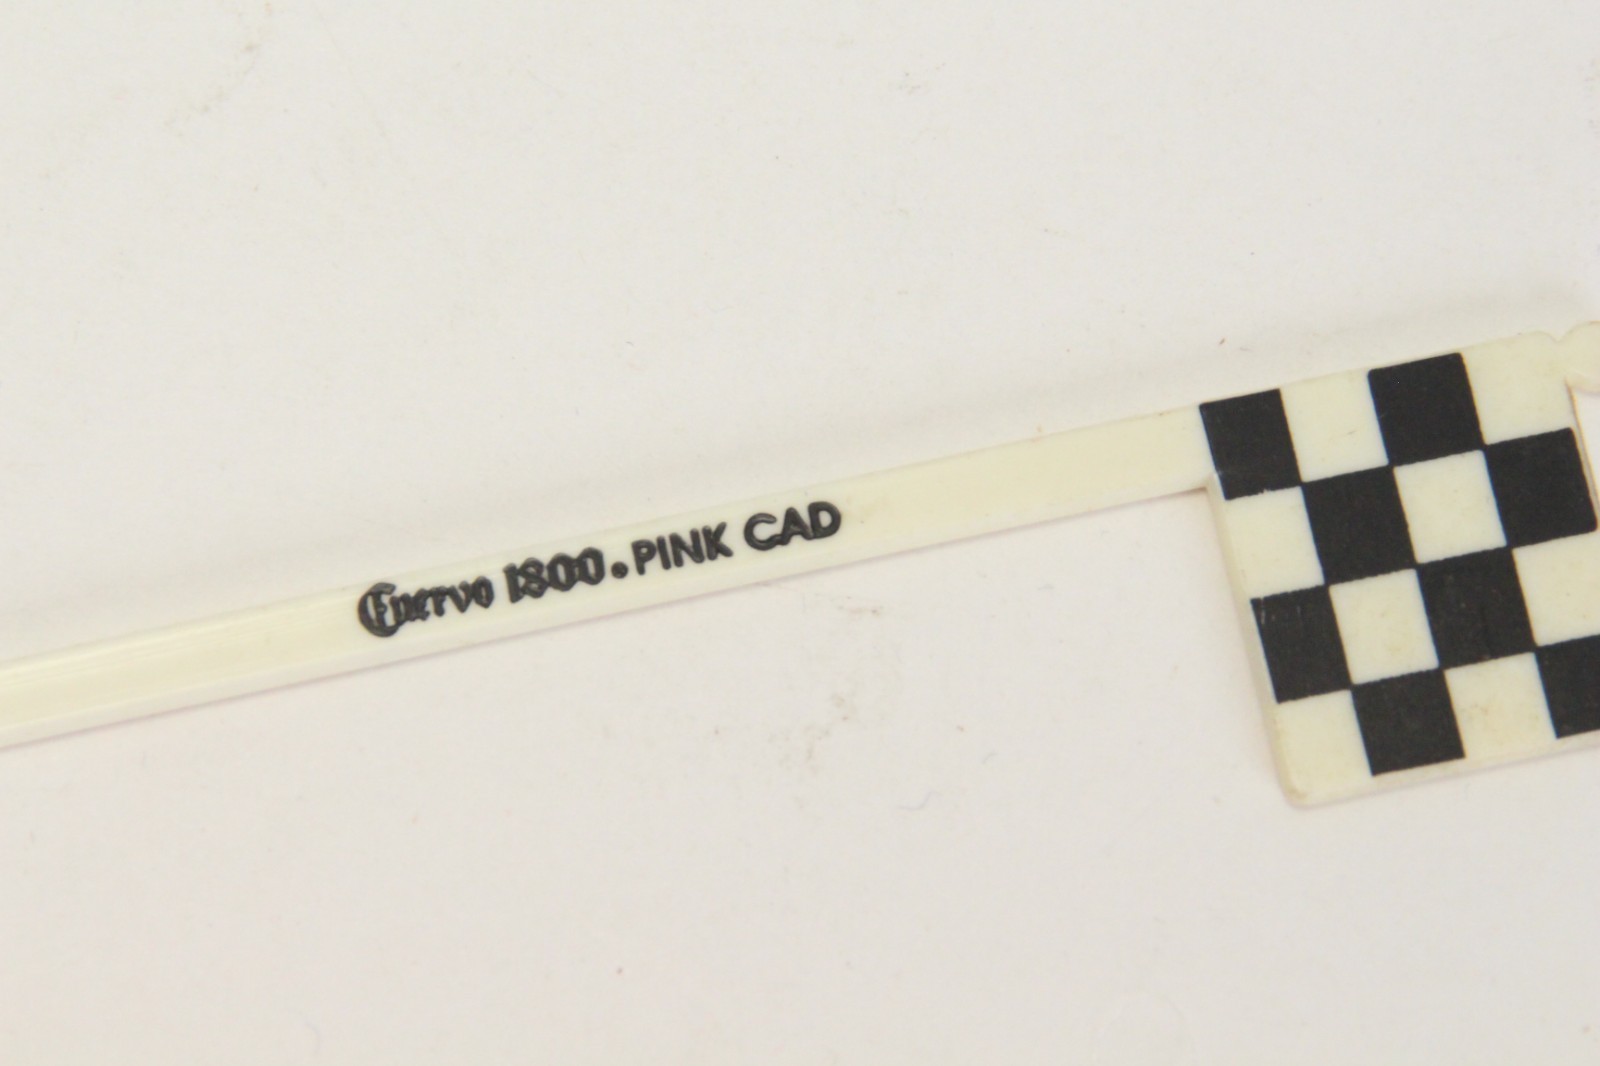 Cuervo 1800. PINK CAD